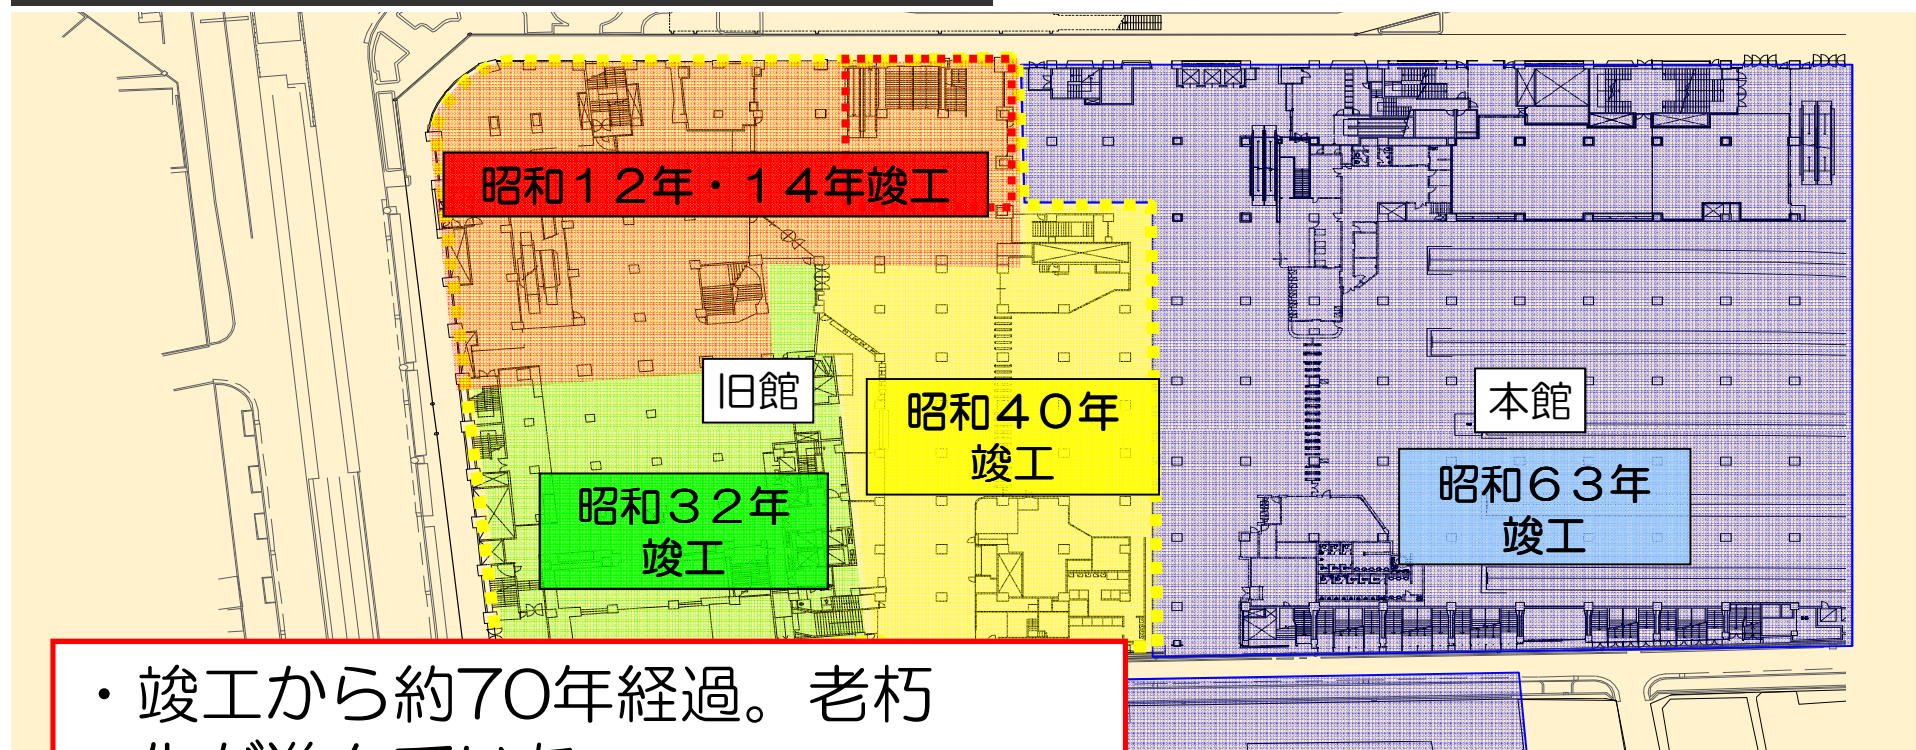 昭和１２年・１４年竣工
旧館
昭和４０年
竣工
本館
昭和６３年
竣工
昭和３２年
竣工
・竣工から約70年経過。老朽